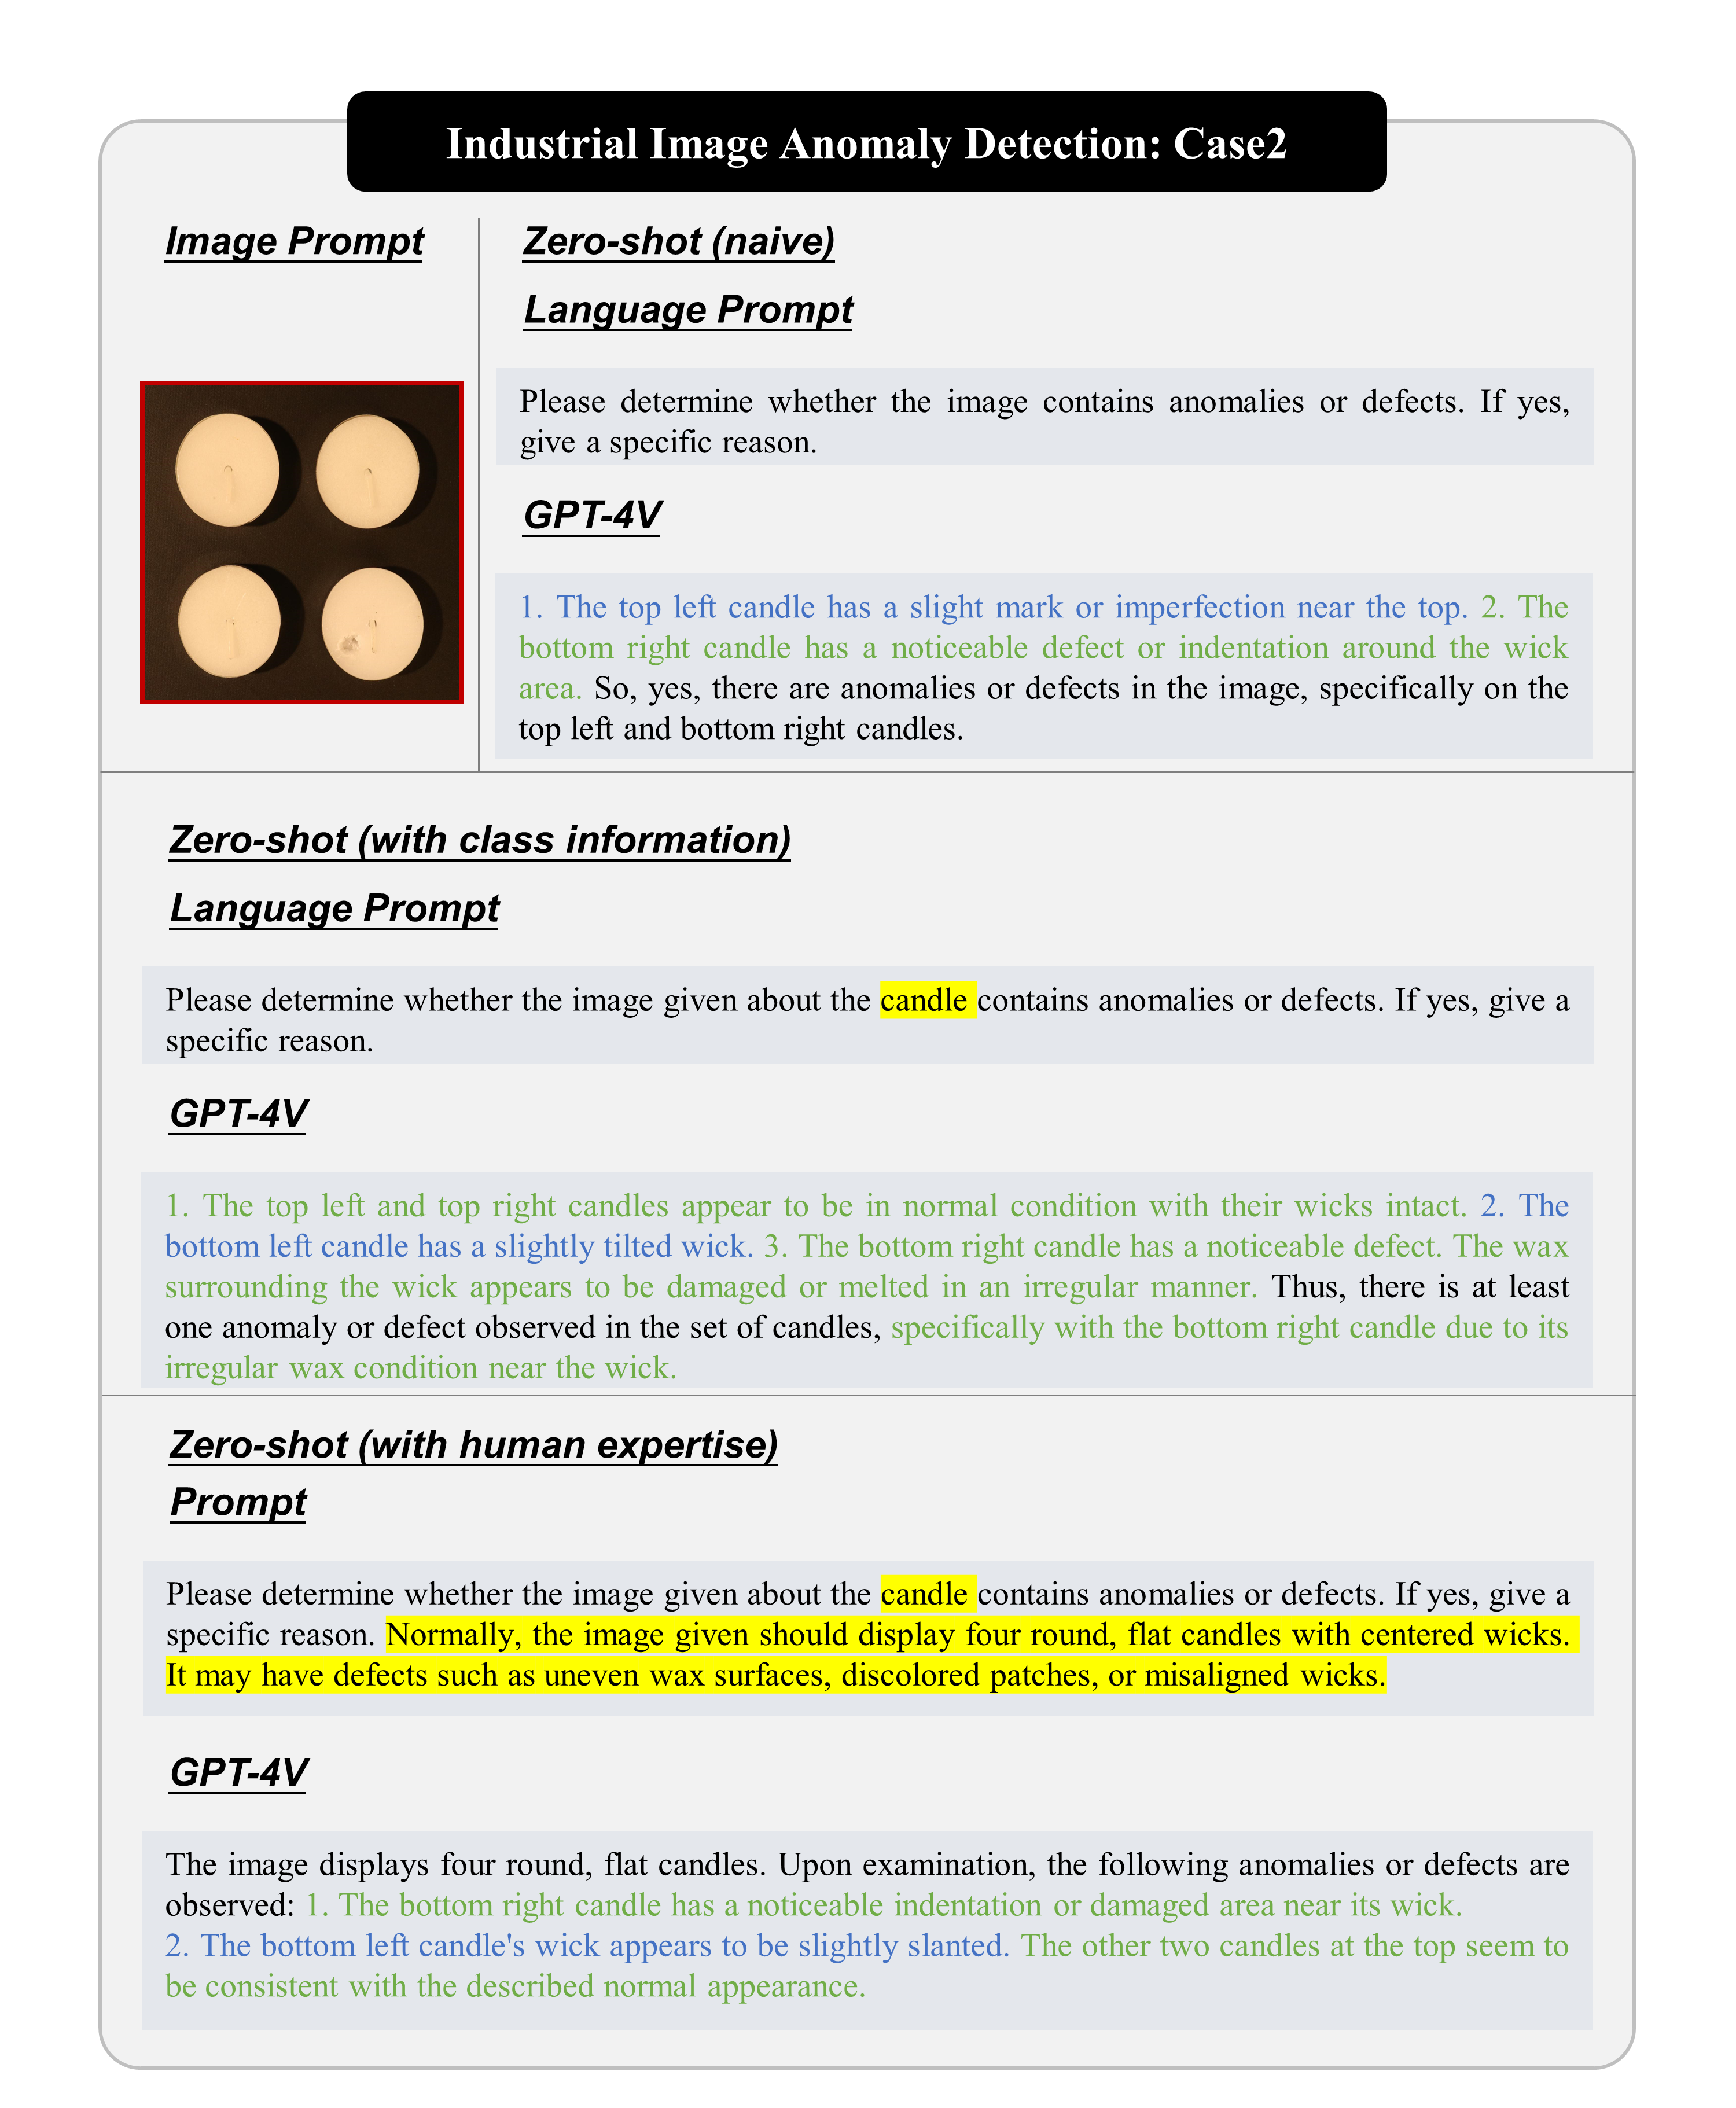 Industrial Image Anomaly Detection: Case2
Image Prompt
Zero-shot (naive)
Language Prompt
Please determine whether the image contains anomalies or defects. If yes,
give a specific reason.
GPT-4V
1. The top left candle has a slight mark or imperfection near the top. 2. The
bottom right candle has a noticeable defect or indentation around the wick
area. So, yes, there are anomalies or defects in the image, specifically on the
top left and bottom right candles.
Zero-shot (with class information)
Language Prompt
Please determine whether the image given about the candle contains anomalies or defects. If yes, give a
specific reason.
GPT-4V
1. The top left and top right candles appear to be in normal condition with their wicks intact. 2. The
bottom left candle has a slightly tilted wick. 3. The bottom right candle has a noticeable defect. The wax
surrounding the wick appears to be damaged or melted in an irregular manner. Thus, there is at least
one anomaly or defect observed in the set of candles, specifically with the bottom right candle due to its
irregular wax condition near the wick.
Zero-shot (with human expertise)
Prompt
Please determine whether the image given about the candle contains anomalies or defects. If yes, give a
specific reason. Normally, the image given should display four round, flat candles with centered wicks.
It may have defects such as uneven wax surfaces, discolored patches, or misaligned wicks.
GPT-4V
The image displays four round, flat candles. Upon examination, the following anomalies or defects are
observed: 1. The bottom right candle has a noticeable indentation or damaged area near its wick.
2. The bottom left candle's wick appears to be slightly slanted. The other two candles at the top seem to
be consistent with the described normal appearance.